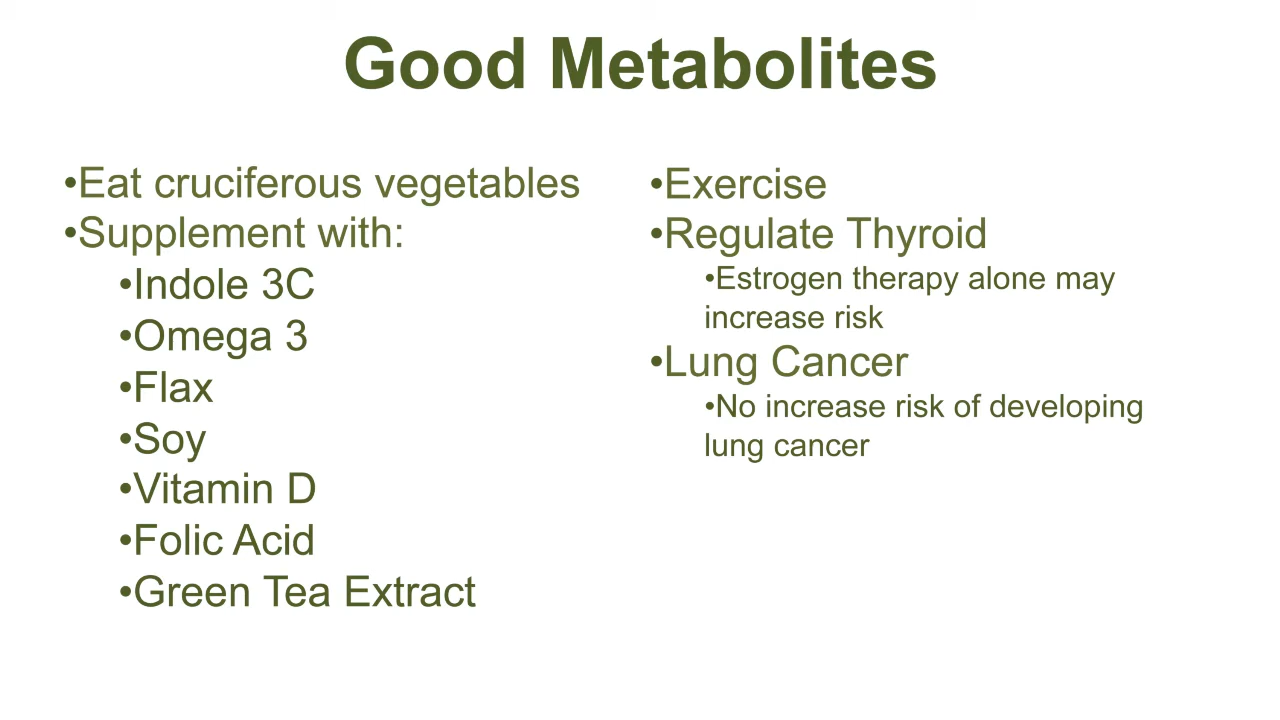 Good Metabolites
•Eat cruciferous vegetables
•Supplement with:
•Indole 3C
•Omega 3
•Flax
•Soy
•Vitamin D
•Folic Acid
•Green Tea Extract
•Exercise
•Regulate Thyroid
•Estrogen therapy alone may
increase risk
•Lung Cancer
•No increase risk of developing
lung cancer